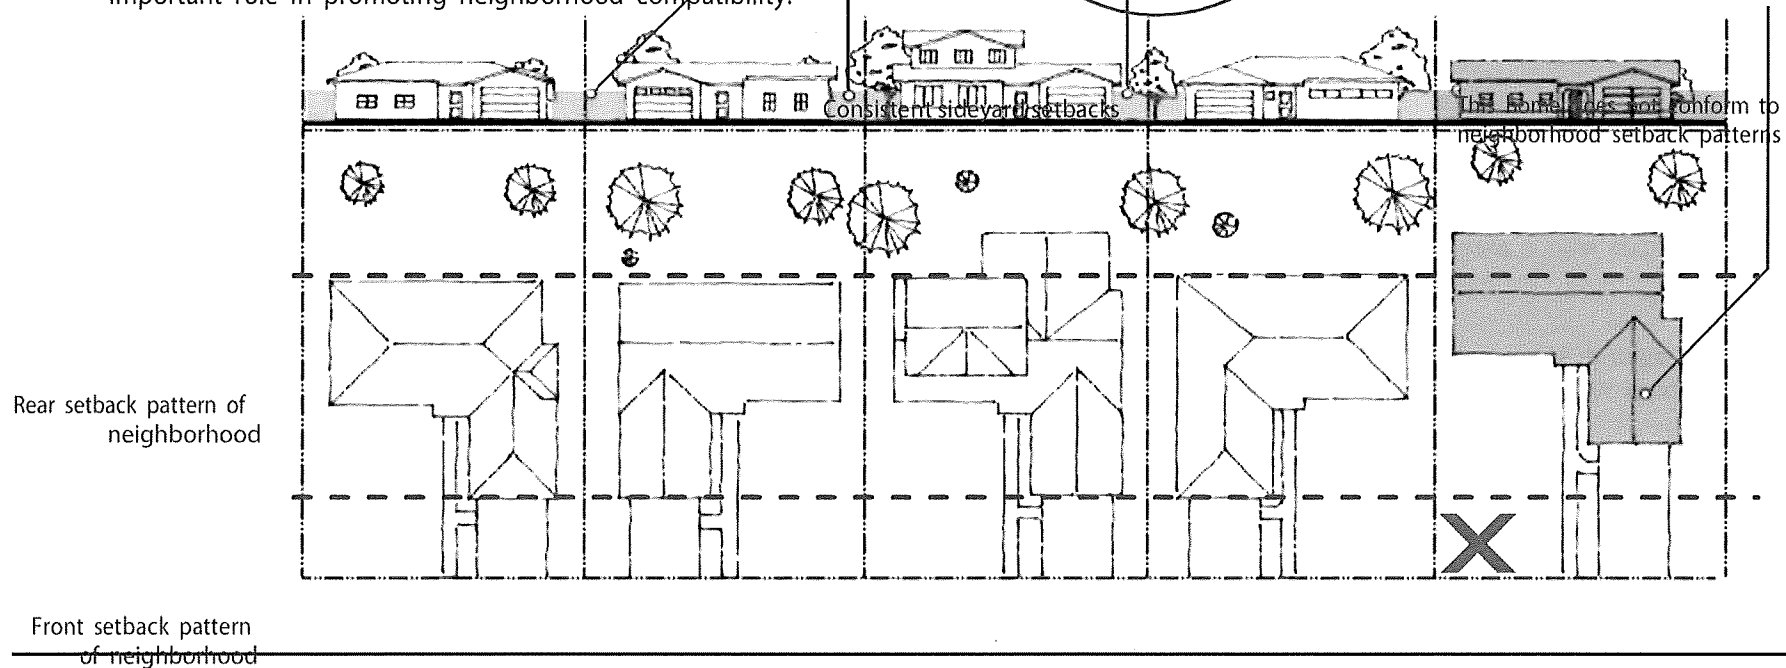 important role in promoting neighborhood compatibility.
Consistent sideyard setbacks
This home does not conform to
neighborhood setback patterns
Rear setback pattern of
neighborhood
X
Front setback pattern
of neighborhood